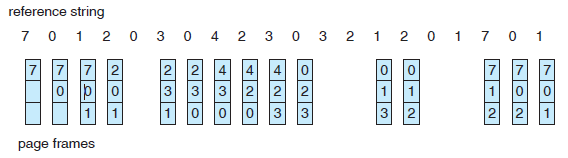 reference string
7 0 1 2 0 3 0 4 2 3 0 3 2 1 2 0 1 7 0 1
7 7 7 2 2 2 4 4 4 0 0 0 7 7 7
0 0 0 3 3 3 2 2 2 1 1 1 0 0
1 1 1 0 0 0 3 3 3 2 2 2 1
page frames